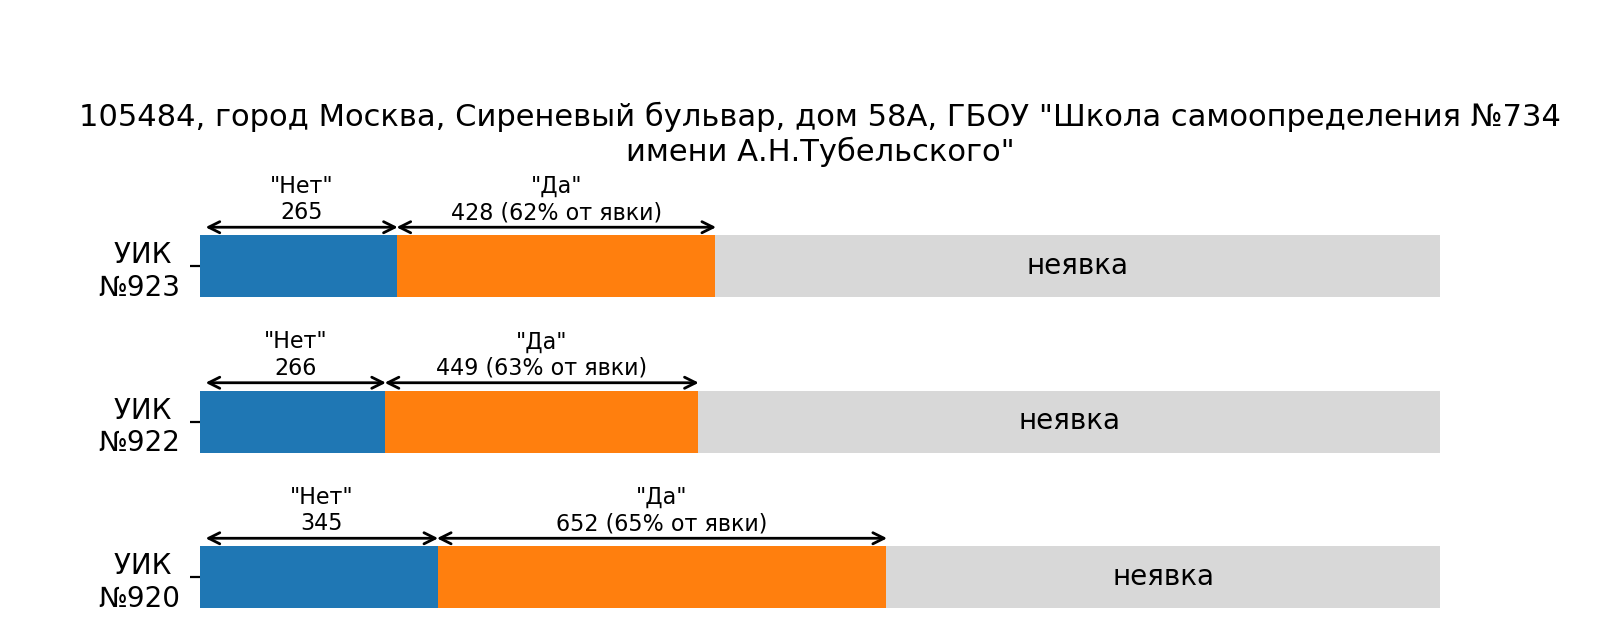 105484, город Москва, Сиреневый бульвар, дом 58А, ГБОУ "Школа самоопределения №734
имени А.Н.Тубельского"
"Нет"
265
"Да"
428 (62% от явки)
УИК
№923
неявка
"Нет"
266
"Да"
449 (63% от явки)
УИК
№922
неявка
"Нет"
345
"Да"
652 (65% от явки)
УИК
№920
неявка